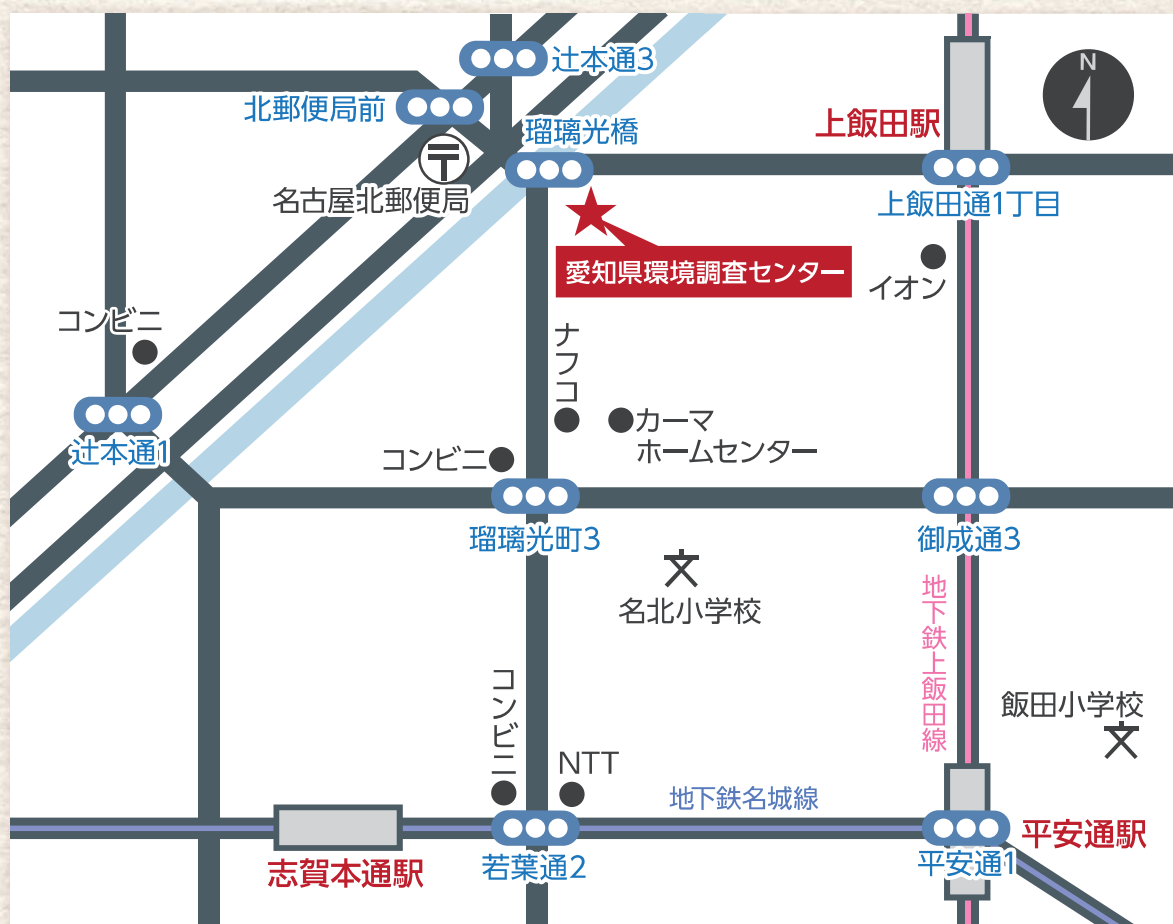 辻本通3
N
北郵便局前
上飯田駅
瑠璃光橋
名古屋北郵便局
上飯田通1丁目
愛知県環境調査センター
イオン
コンビニ
ナフコ
カーマ
ホームセンター
辻本通1
コンビニ
瑠璃光町3
御成通3
名北小学校
地下鉄上飯田線
コンビニ
飯田小学校
NTT
地下鉄名城線
平安通駅
志賀本通駅
若葉通2
平安通1